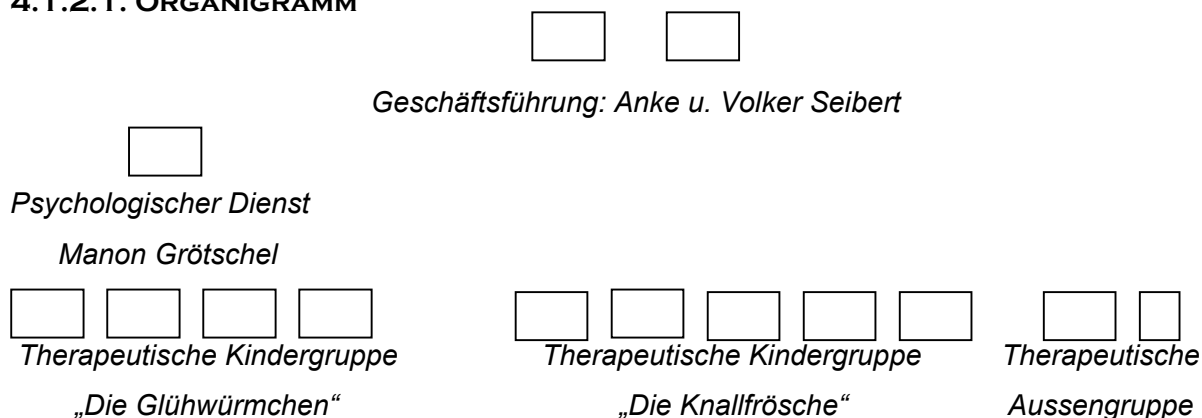 4.1.2.1. ORGANIGRAMM
Geschäftsführung: Anke u. Volker Seibert
Psychologischer Dienst
Manon Grötschel
Therapeutische Kindergruppe
„Die Glühwürmchen“
Therapeutische Kindergruppe
„Die Knallfrösche“
Therapeutische
Aussengruppe